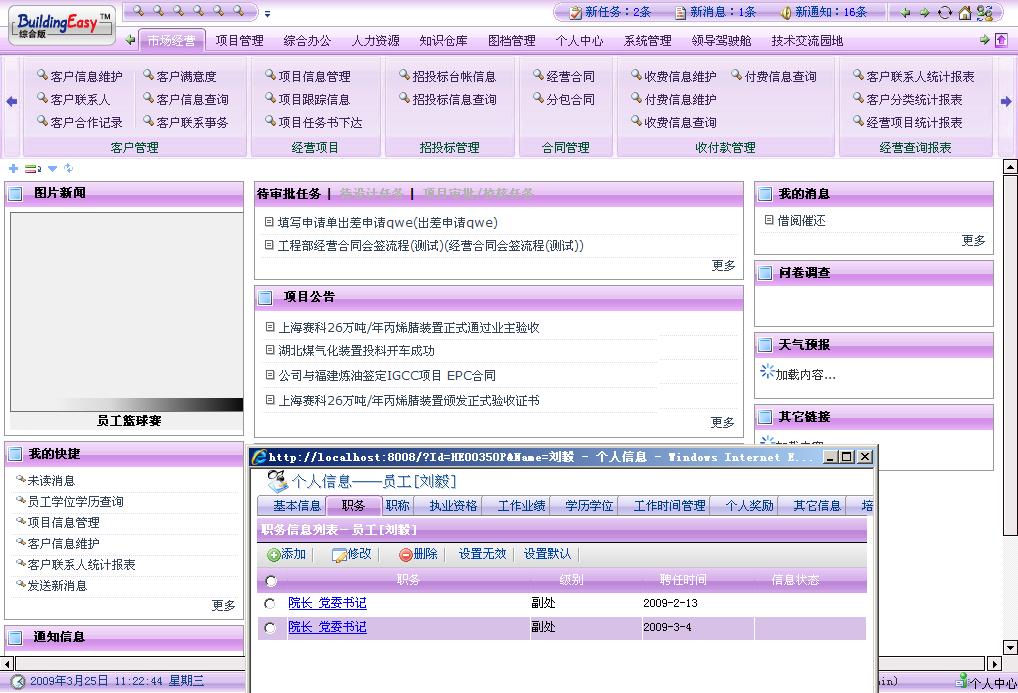 BuildingEasy™
综合版
新任务：2条 新消息：1条 新通知：16条
市场经营 项目管理 综合办公 人力资源 知识仓库 图档管理 个人中心 系统管理 领导驾驶舱 技术交流园地
客户信息维护 客户满意度 项目信息管理 招投标台帐信息 经营合同 收费信息维护 付费信息查询 客户联系人统计报表
客户联系人 客户信息查询 项目跟踪信息 招投标信息查询 分包合同 付费信息维护 客户分类统计报表
客户合作记录 客户联系事务 项目任务书下达 收费信息查询 经营项目统计报表
客户管理 经营项目 招投标管理 合同管理 收付款管理 经营查询报表
图片新闻
员工篮球赛
我的快捷
未读消息
员工学位学历查询
项目信息管理
客户信息维护
客户联系人统计报表
发送新消息
更多
通知信息
待审批任务 | 待设计任务 | 项目审批/校核任务
填写申请单出差申请qwe(出差申请qwe)
工程部经营合同会签流程(测试)(经营合同会签流程(测试))
更多
项目公告
上海赛科26万吨/年丙烯腈装置正式通过业主验收
湖北煤气化装置投料开车成功
公司与福建炼油签定IGCC项目 EPC合同
上海赛科26万吨/年丙烯腈装置颁发正式验收证书
更多
我的消息
借阅催还
更多
问卷调查
天气预报
加载内容...
其它链接
http://localhost:8008/?Id=HE00350P&Name=刘毅 - 个人信息 - Windows Internet E...
个人信息——员工[刘毅]
基本信息 职务 职称 执业资格 工作业绩 学历学位 工作时间管理 个人奖励 其它信息 培
职务信息列表－员工[刘毅]
添加 修改 删除 设置无效 设置默认
职务 级别 聘任时间 信息状态
院长 党委书记 副处 2009-2-13
院长 党委书记 副处 2009-3-4
2009年3月25日 11:22:44 星期三
in) 个人中心